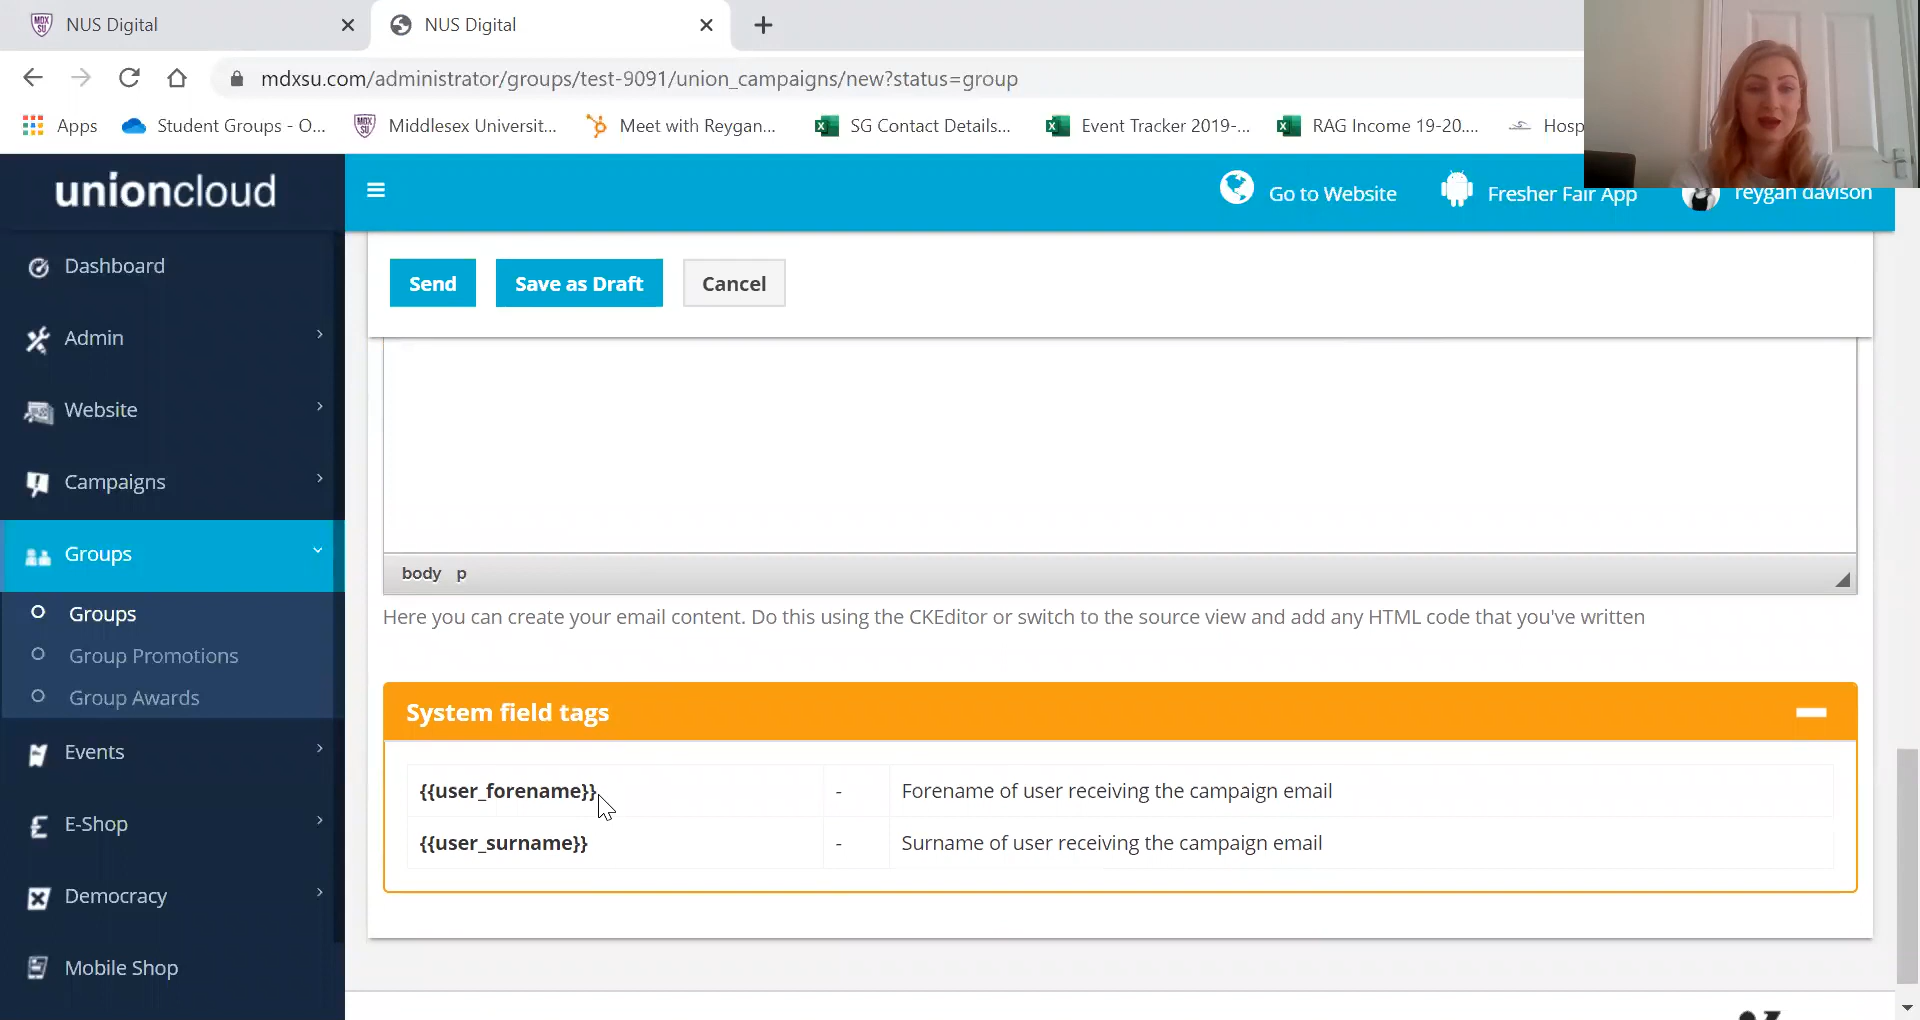 NUS Digital
NUS Digital
mdxsu.com/administrator/groups/test-9091/union_campaigns/new?status=group
Apps
Student Groups - O...
MDX SU
Middlesex Universit...
Meet with Reygan...
SG Contact Details...
Event Tracker 2019-...
RAG Income 19-20....
Hosp
unioncloud
Go to Website
Fresher Fair App
reygan davison
Dashboard
Send
Save as Draft
Cancel
Admin
Website
Campaigns
Groups
body p
Groups
Here you can create your email content. Do this using the CKEditor or switch to the source view and add any HTML code that you've written
Group Promotions
Group Awards
System field tags
Events
{{user_forename}} - Forename of user receiving the campaign email
E-Shop
{{user_surname}} - Surname of user receiving the campaign email
Democracy
Mobile Shop